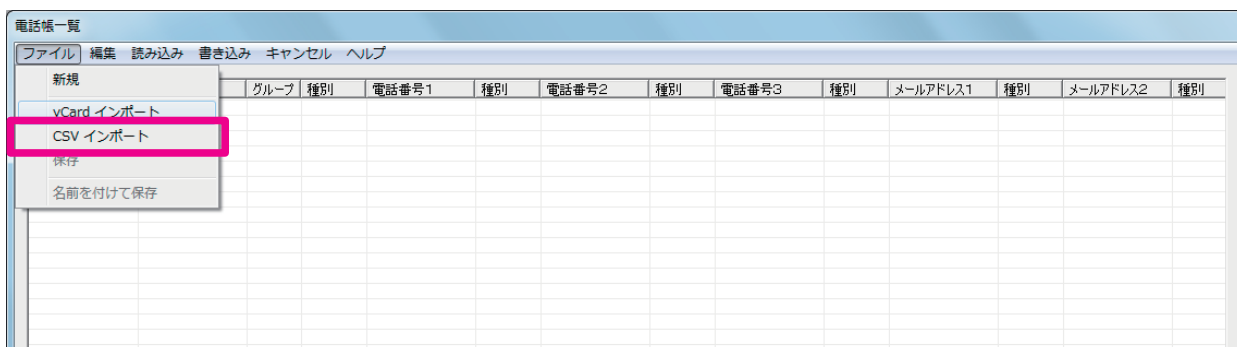 電話帳一覧
ファイル 編集 読み込み 書き込み キャンセル ヘルプ
新規
グループ 種別 電話番号1 種別 電話番号2 種別 電話番号3 種別 メールアドレス1 種別 メールアドレス2 種別
vCard インポート
CSV インポート
保存
名前を付けて保存